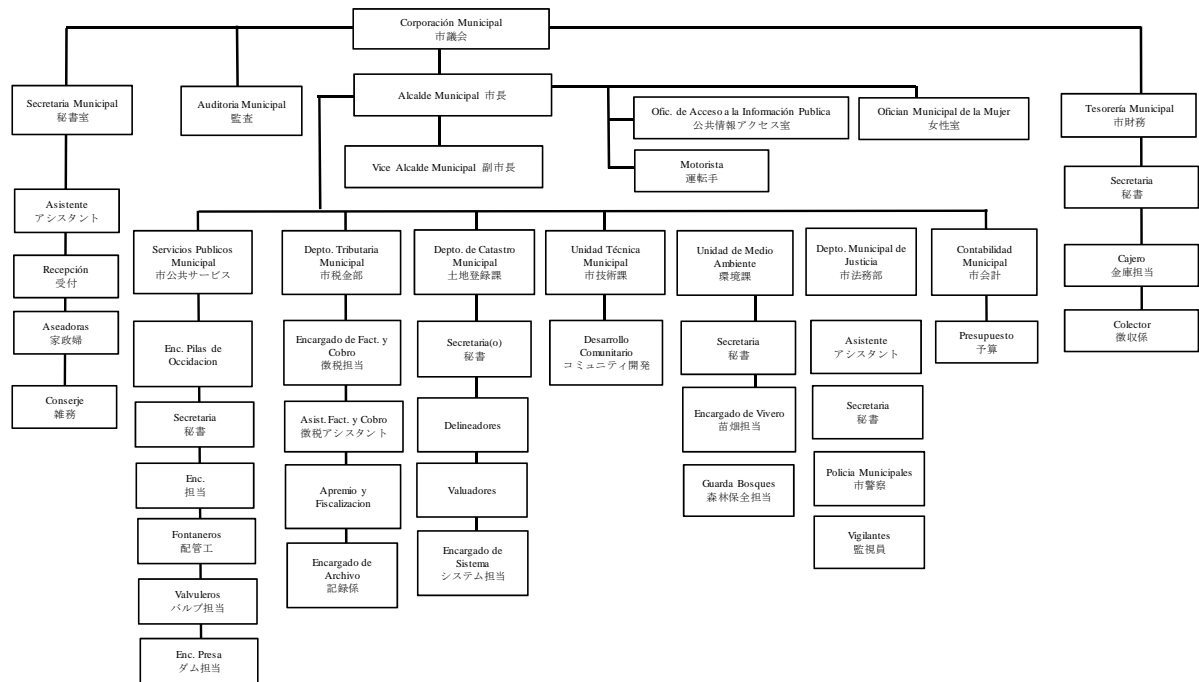 Corporación Municipal
市議会
Secretaria Municipal
秘書室
Auditoria Municipal
監査
Alcalde Municipal 市長
Ofic. de Acceso a la Información Publica
公共情報アクセス室
Ofician Municipal de la Mujer
女性室
Tesorería Municipal
市財務
Vice Alcalde Municipal 副市長
Motorista
運転手
Asistente
アシスタント
Recepción
受付
Aseadoras
家政婦
Conserje
雑務
Secretaria
秘書
Cajero
金庫担当
Colector
徴収係
Servicios Publicos
Municipal
市公共サービス
Enc. Pilas de
Occidacion
Secretaria
秘書
Enc.
担当
Fontaneros
配管工
Valvuleros
バルブ担当
Enc. Presa
ダム担当
Depto. Tributaria
Municipal
市税金部
Encargado de Fact. y
Cobro
徴税担当
Asist. Fact. y Cobro
徴税アシスタント
Apremio y
Fiscalizacion
Encargado de
Archivo
記録係
Depto. de Catastro
Municipal
土地登録課
Secretaria(o)
秘書
Delineadores
Valuadores
Encargado de
Sistema
システム担当
Unidad Técnica
Municipal
市技術課
Desarrollo
Comunitario
コミュニティ開発
Unidad de Medio
Ambiente
環境課
Secretaria
秘書
Encargado de Vivero
苗畑担当
Guarda Bosques
森林保全担当
Depto. Municipal de
Justicia
市法務部
Asistente
アシスタント
Secretaria
秘書
Policia Municipales
市警察
Vigilantes
監視員
Contabilidad
Municipal
市会計
Presupuesto
予算